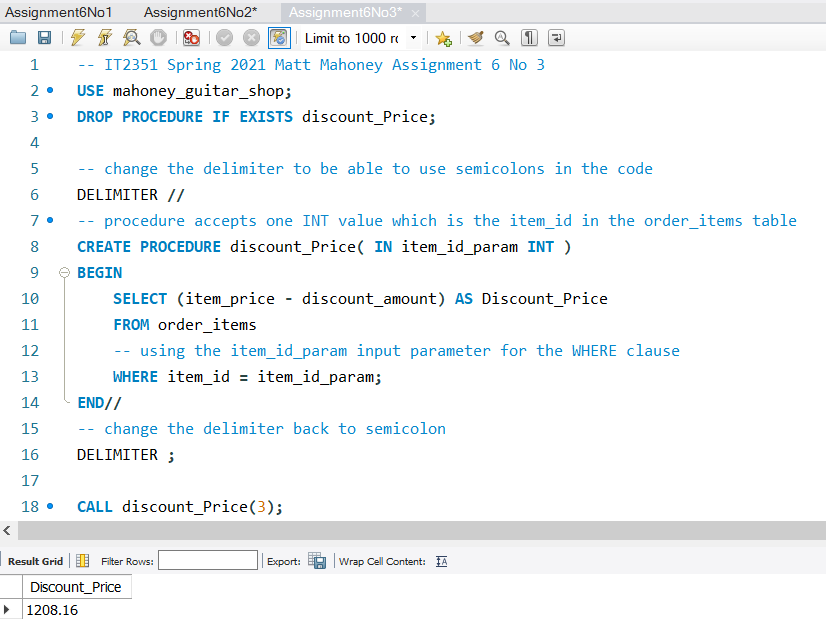 Assignment6No1 Assignment6No2* Assignment6No3*
Limit to 1000 rc
1 -- IT2351 Spring 2021 Matt Mahoney Assignment 6 No 3
2 USE mahoney_guitar_shop;
3 DROP PROCEDURE IF EXISTS discount_Price;
4
5 -- change the delimiter to be able to use semicolons in the code
6 DELIMITER //
7 -- procedure accepts one INT value which is the item_id in the order_items table
8 CREATE PROCEDURE discount_Price( IN item_id_param INT )
9 BEGIN
10 SELECT (item_price - discount_amount) AS Discount_Price
11 FROM order_items
12 -- using the item_id_param input parameter for the WHERE clause
13 WHERE item_id = item_id_param;
14 END//
15 -- change the delimiter back to semicolon
16 DELIMITER ;
17
18 CALL discount_Price(3);
Result Grid Filter Rows: Export: Wrap Cell Content:
Discount_Price
1208.16